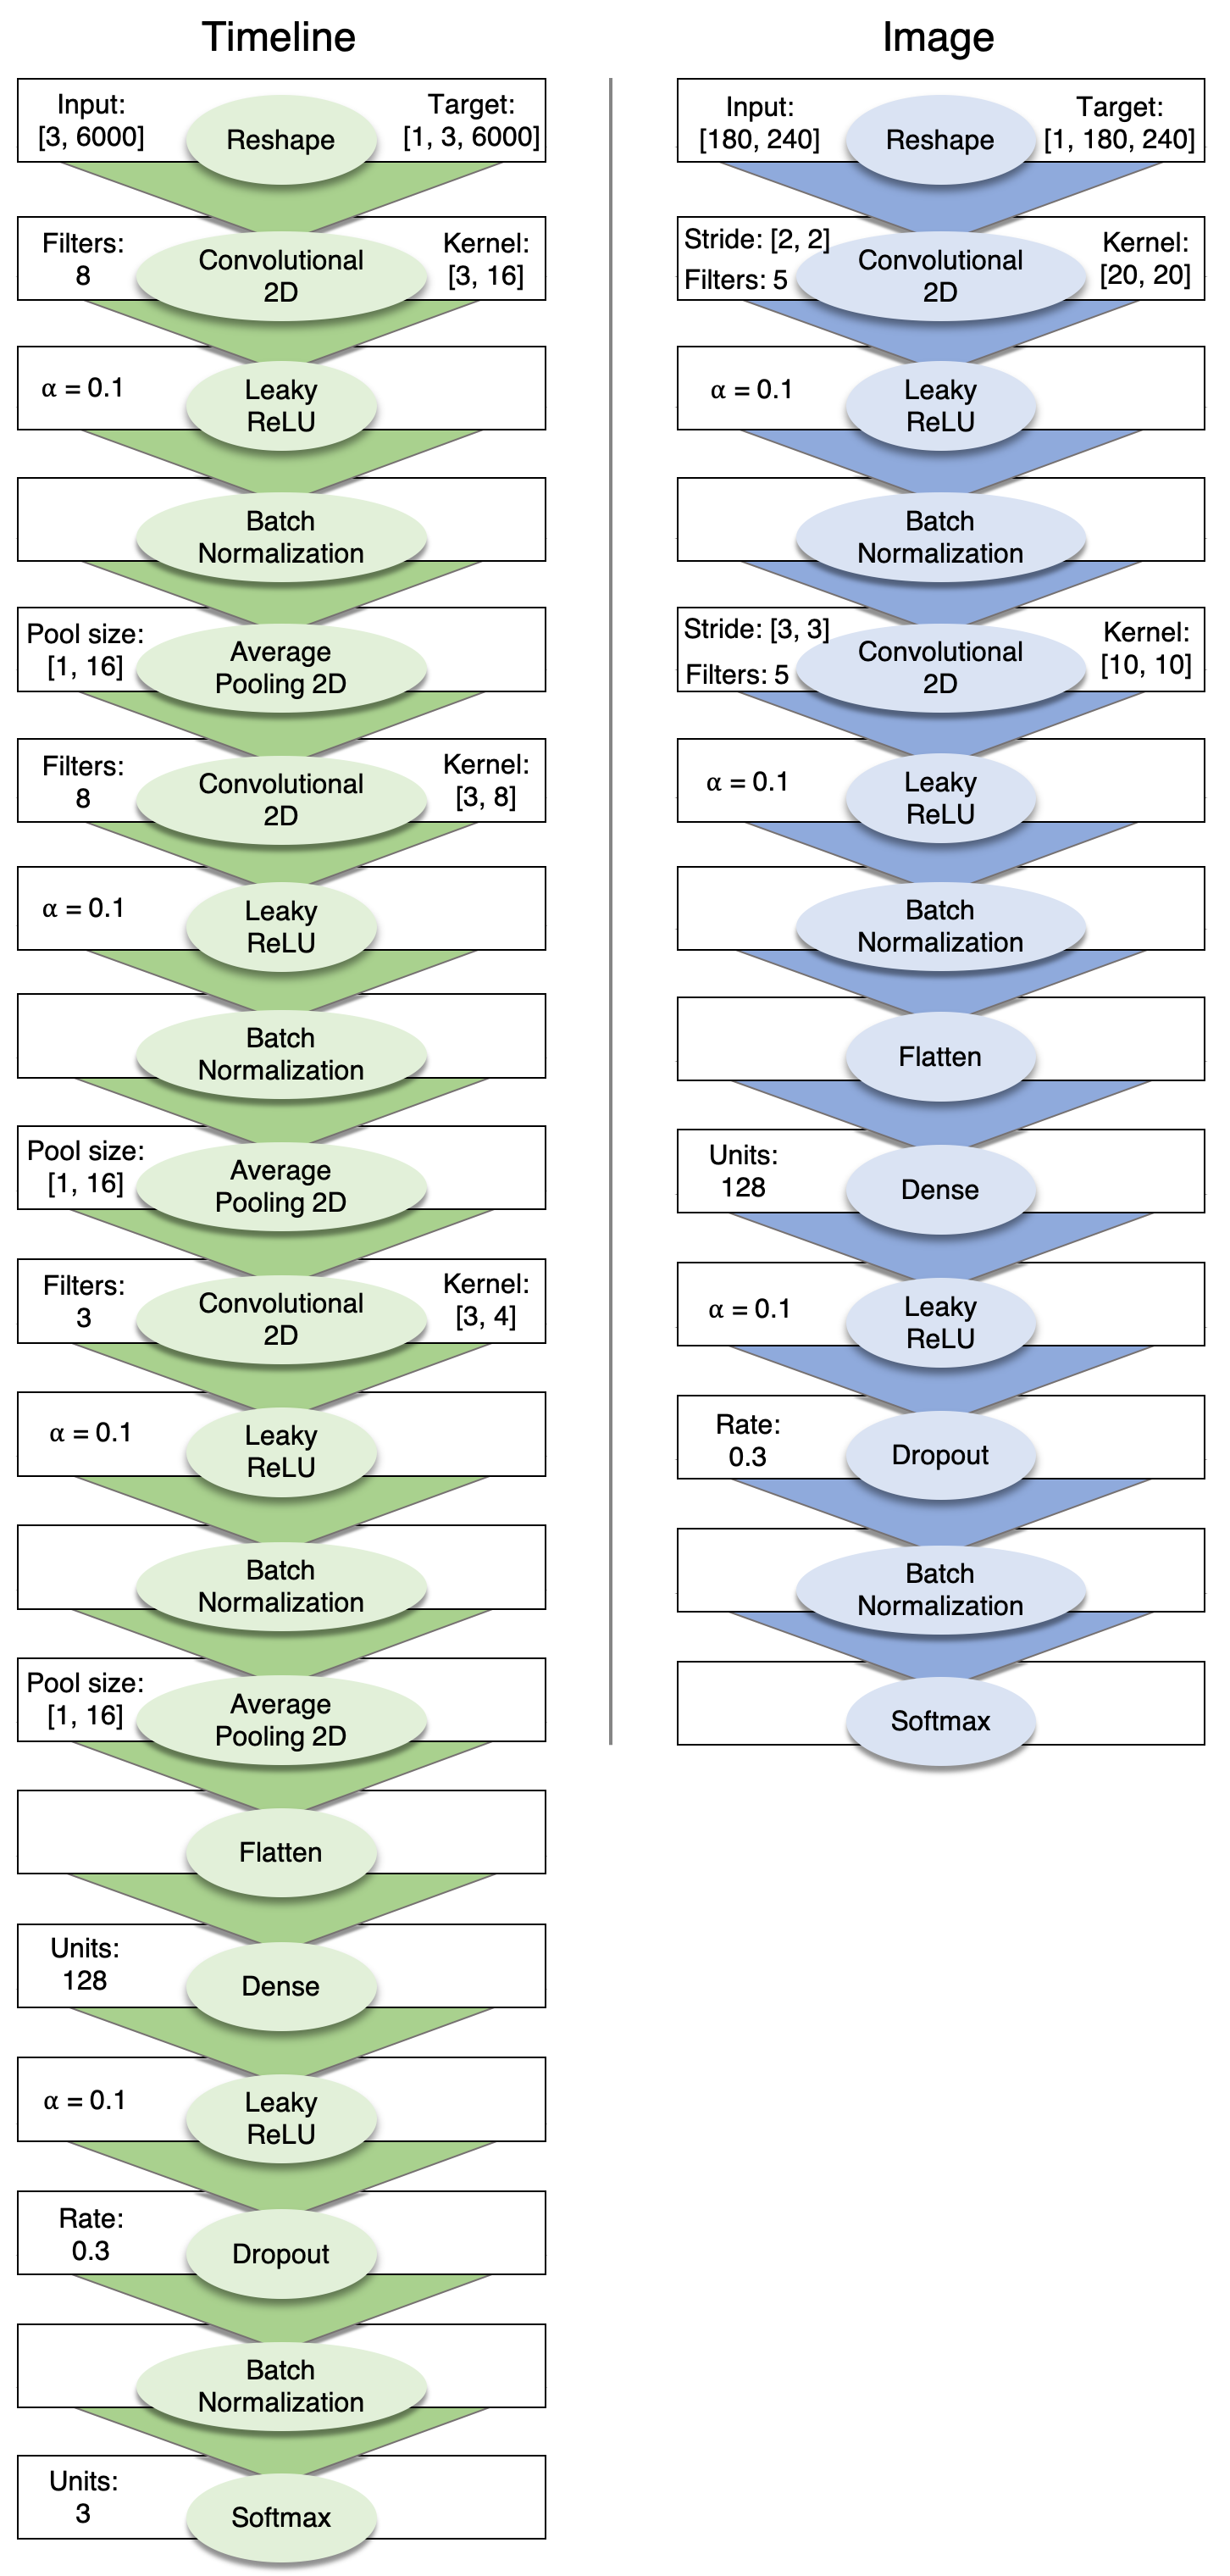 Timeline
Input:
[3, 6000]
Reshape
Target:
[1, 3, 6000]
Filters:
8
Convolutional
2D
Kernel:
[3, 16]
α = 0.1
Leaky
ReLU
Batch
Normalization
Pool size:
[1, 16]
Average
Pooling 2D
Filters:
8
Convolutional
2D
Kernel:
[3, 8]
α = 0.1
Leaky
ReLU
Batch
Normalization
Pool size:
[1, 16]
Average
Pooling 2D
Filters:
3
Convolutional
2D
Kernel:
[3, 4]
α = 0.1
Leaky
ReLU
Batch
Normalization
Pool size:
[1, 16]
Average
Pooling 2D
Flatten
Units:
128
Dense
α = 0.1
Leaky
ReLU
Rate:
0.3
Dropout
Batch
Normalization
Units:
3
Softmax
Image
Input:
[180, 240]
Reshape
Target:
[1, 180, 240]
Stride: [2, 2]
Filters: 5
Convolutional
2D
Kernel:
[20, 20]
α = 0.1
Leaky
ReLU
Batch
Normalization
Stride: [3, 3]
Filters: 5
Convolutional
2D
Kernel:
[10, 10]
α = 0.1
Leaky
ReLU
Batch
Normalization
Flatten
Units:
128
Dense
α = 0.1
Leaky
ReLU
Rate:
0.3
Dropout
Batch
Normalization
Softmax